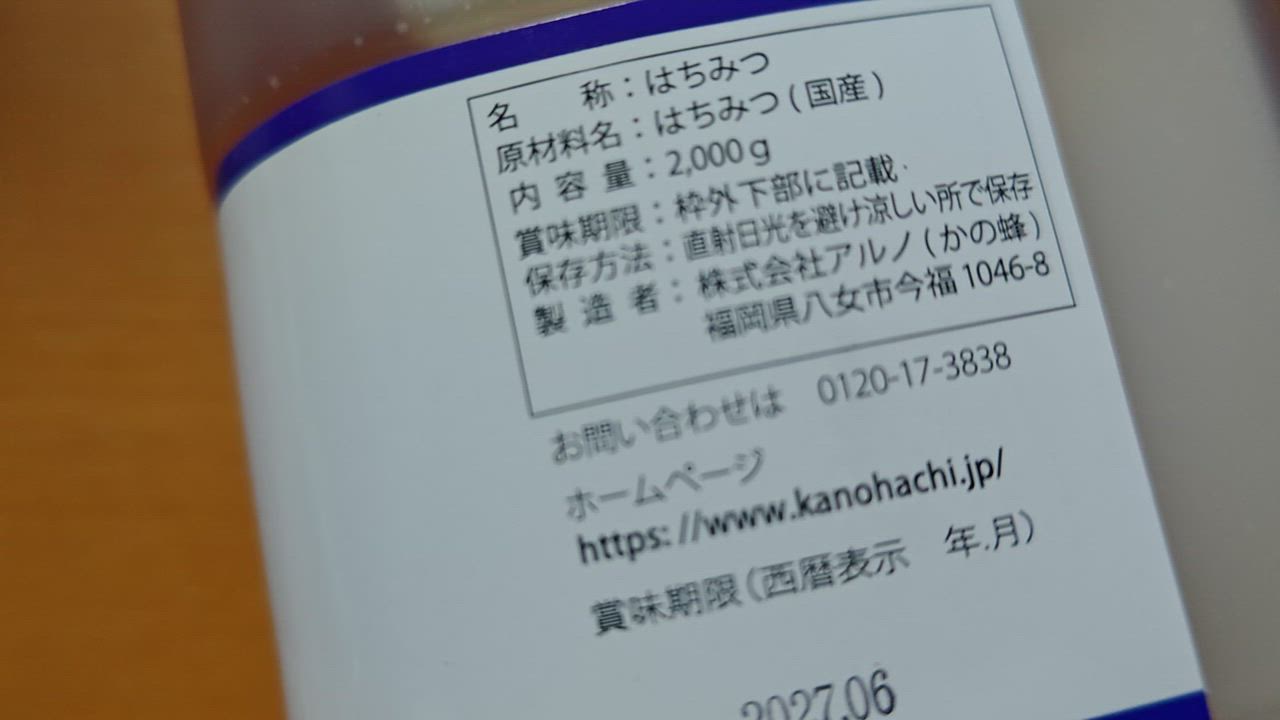 名　　称：はちみつ
原材料名：はちみつ(国産)
内 容 量：2,000g
賞味期限：枠外下部に記載
保存方法：直射日光を避け涼しい所で保存
製 造 者：株式会社アルノ(かの蜂)
福岡県八女市今福1046-8
お問い合わせは　0120-17-3838
ホームページ
https: //www.kanohachi.jp/
賞味期限(西暦表示　年.月)
2027.06